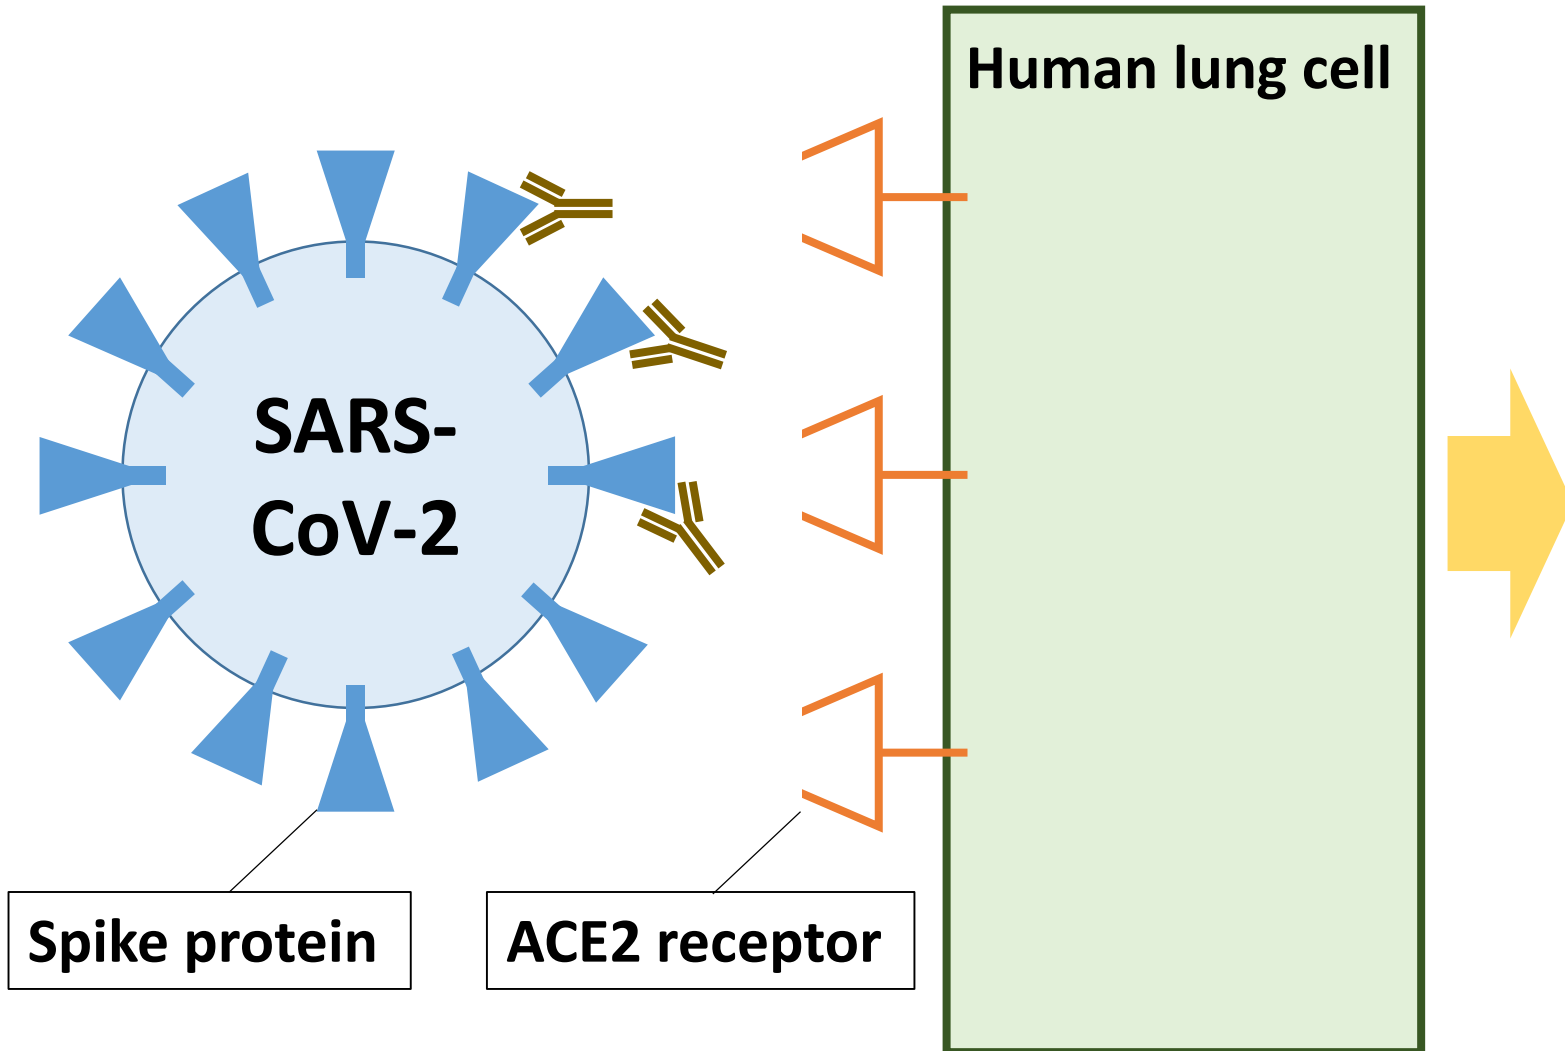 Human lung cell
SARS-
CoV-2
Spike protein
ACE2 receptor